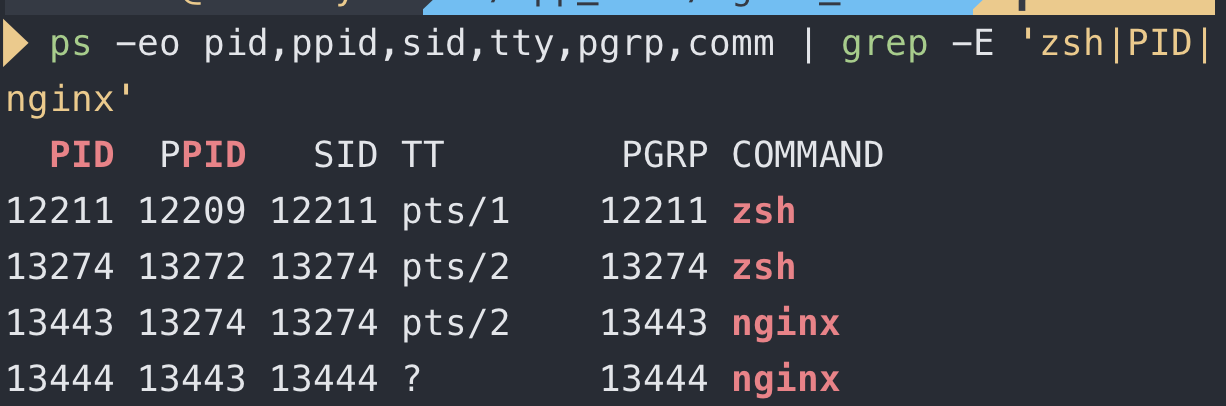 ps -eo pid,ppid,sid,tty,pgrp,comm | grep -E 'zsh|PID|
nginx'
PID PPID SID TT PGRP COMMAND
12211 12209 12211 pts/1 12211 zsh
13274 13272 13274 pts/2 13274 zsh
13443 13274 13274 pts/2 13443 nginx
13444 13443 13444 ? 13444 nginx